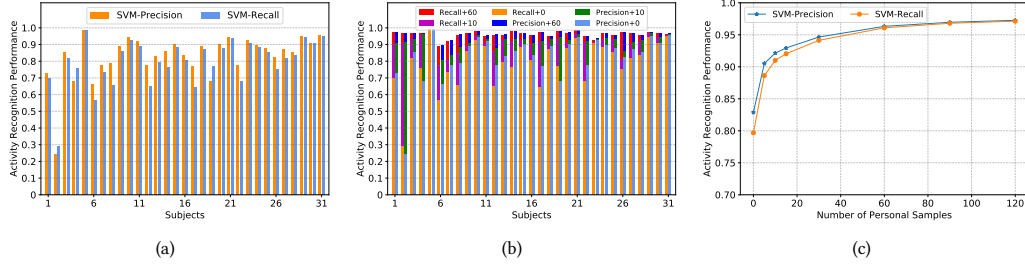 SVM-Precision SVM-Recall
Activity Recognition Performance
1.0
0.9
0.8
0.7
0.6
0.5
0.4
0.3
0.2
0.1
0
1 6 11 16 21 26 31
Subjects
(a)
Recall+60 Recall+0 Precision+10
Recall+10 Precision+60 Precision+0
Activity Recognition Performance
1.0
0.9
0.8
0.7
0.6
0.5
0.4
0.3
0.2
0.1
0
1 6 11 16 21 26 31
Subjects
(b)
SVM-Precision SVM-Recall
Activity Recognition Performance
1.00
0.95
0.90
0.85
0.80
0.75
0.70
0 20 40 60 80 100 120
Number of Personal Samples
(c)